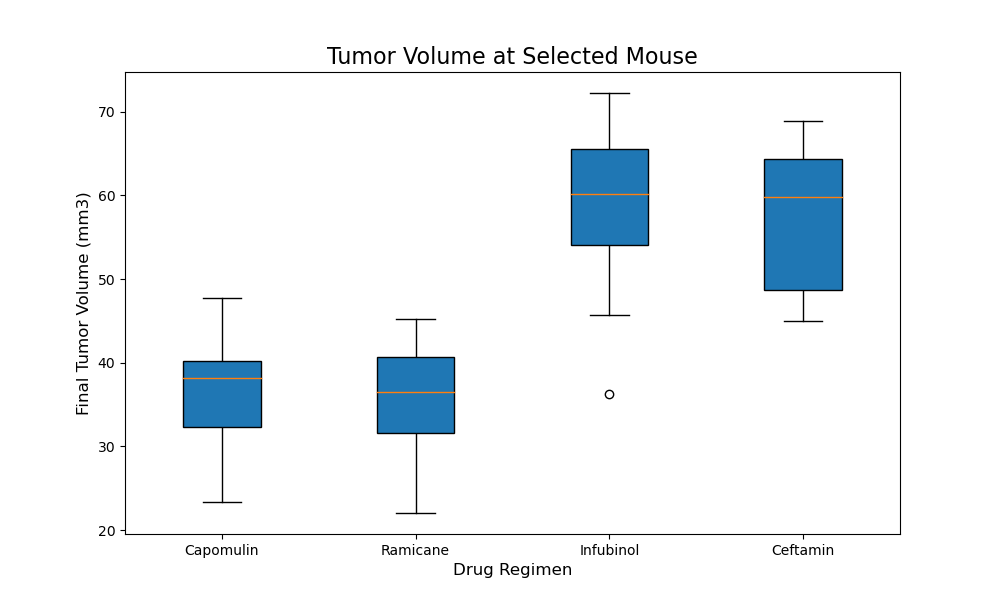 Tumor Volume at Selected Mouse
Final Tumor Volume (mm3)
70
60
50
40
30
20
Capomulin Ramicane Infubinol Ceftamin
Drug Regimen